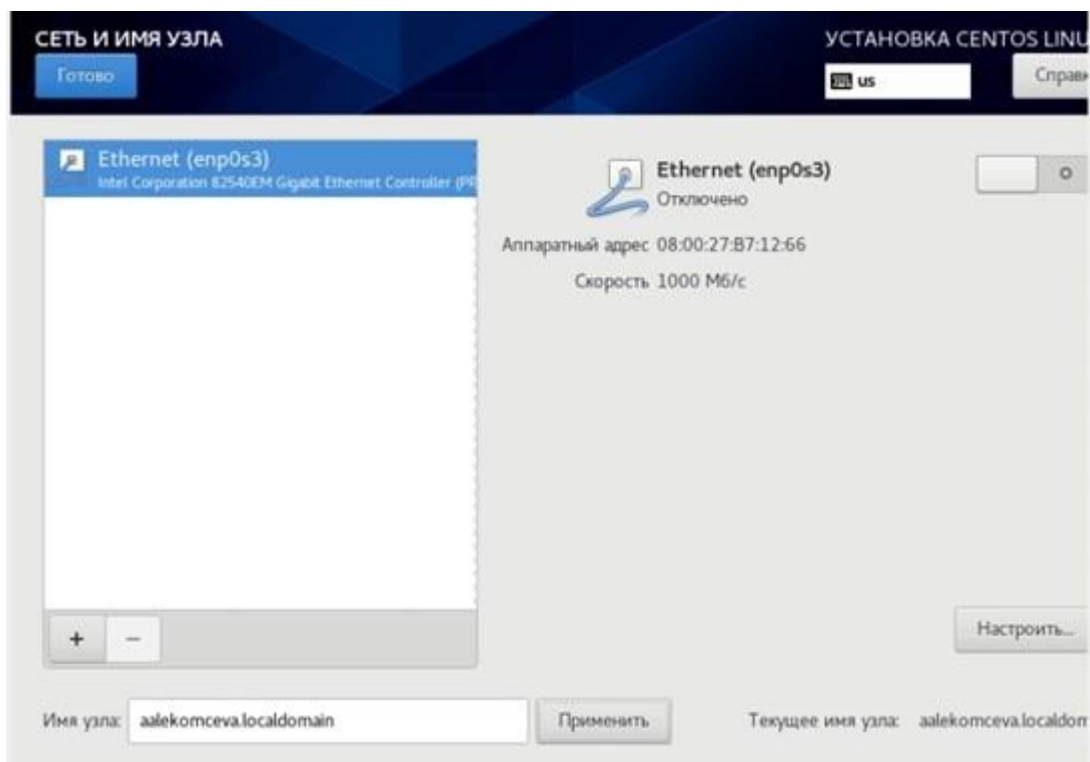 СЕТЬ И ИМЯ УЗЛА
УСТАНОВКА CENTOS LINU
Готово
us
Справк
Ethernet (enp0s3)
Intel Corporation 82540EM Gigabit Ethernet Controller (PR
Ethernet (enp0s3)
Отключено
Аппаратный адрес 08:00:27:B7:12:66
Скорость 1000 Мб/с
+ −
Настроить...
Имя узла: aalekomceva.localdomain
Применить
Текущее имя узла: aalekomceva.localdom